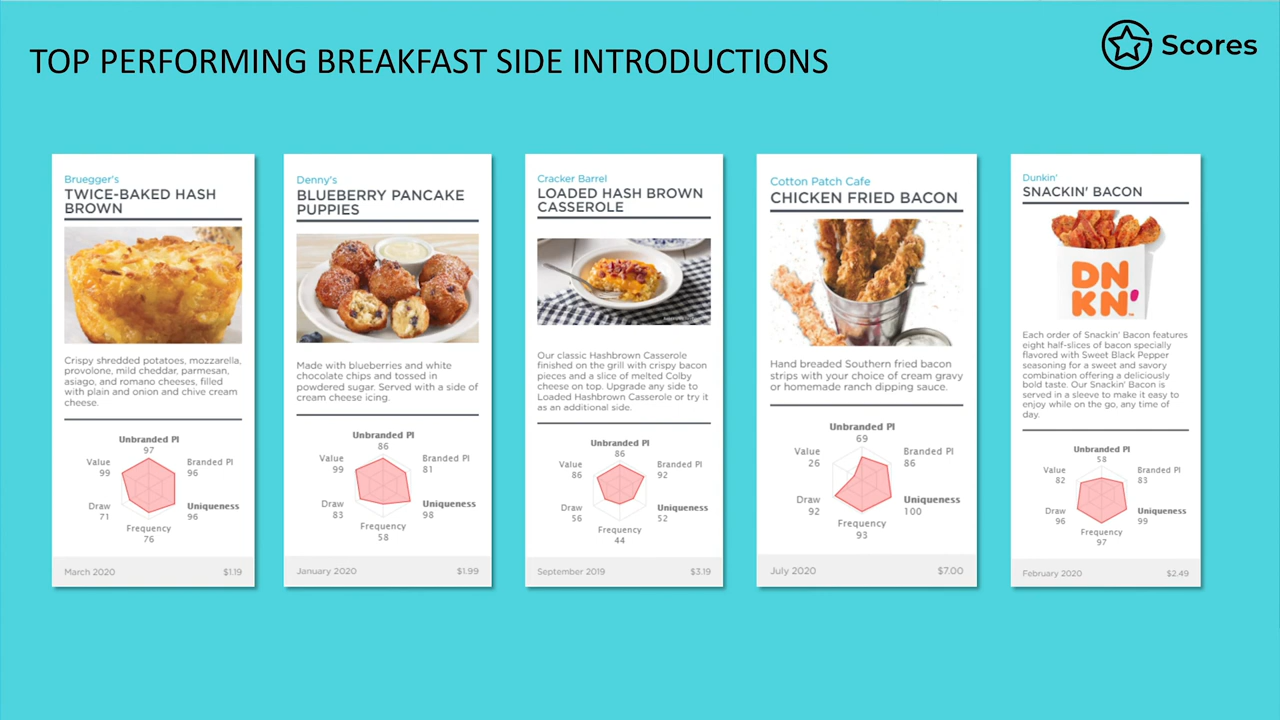 TOP PERFORMING BREAKFAST SIDE INTRODUCTIONS
Scores
Bruegger's
TWICE-BAKED HASH
BROWN
Crispy shredded potatoes, mozzarella,
provolone, mild cheddar, parmesan,
asiago, and romano cheeses, filled
with plain and onion and chive cream
cheese.
Unbranded PI
97
Value
99
Branded PI
96
Draw
71
Uniqueness
96
Frequency
76
March 2020
$1.19
Denny's
BLUEBERRY PANCAKE
PUPPIES
Made with blueberries and white
chocolate chips and tossed in
powdered sugar. Served with a side of
cream cheese icing.
Unbranded PI
86
Value
99
Branded PI
81
Draw
83
Uniqueness
98
Frequency
58
January 2020
$1.99
Cracker Barrel
LOADED HASH BROWN
CASSEROLE
Our classic Hashbrown Casserole
finished on the grill with crispy bacon
pieces and a slice of melted Colby
cheese on top. Upgrade any side to
Loaded Hashbrown Casserole or try it
as an additional side.
Unbranded PI
86
Value
86
Branded PI
92
Draw
56
Uniqueness
52
Frequency
44
September 2019
$3.19
Cotton Patch Cafe
CHICKEN FRIED BACON
Hand breaded Southern fried bacon
strips with your choice of cream gravy
or homemade ranch dipping sauce.
Unbranded PI
69
Value
26
Branded PI
86
Draw
92
Uniqueness
100
Frequency
93
July 2020
$7.00
Dunkin'
SNACKIN' BACON
DN
KN'
Each order of Snackin' Bacon features
eight half-slices of bacon specially
flavored with Sweet Black Pepper
seasoning for a sweet and savory
combination offering a deliciously
bold taste. Our Snackin' Bacon is
served in a sleeve to make it easy to
enjoy while on the go, any time of
day.
Unbranded PI
58
Value
82
Branded PI
83
Draw
96
Uniqueness
99
Frequency
97
February 2020
$2.49